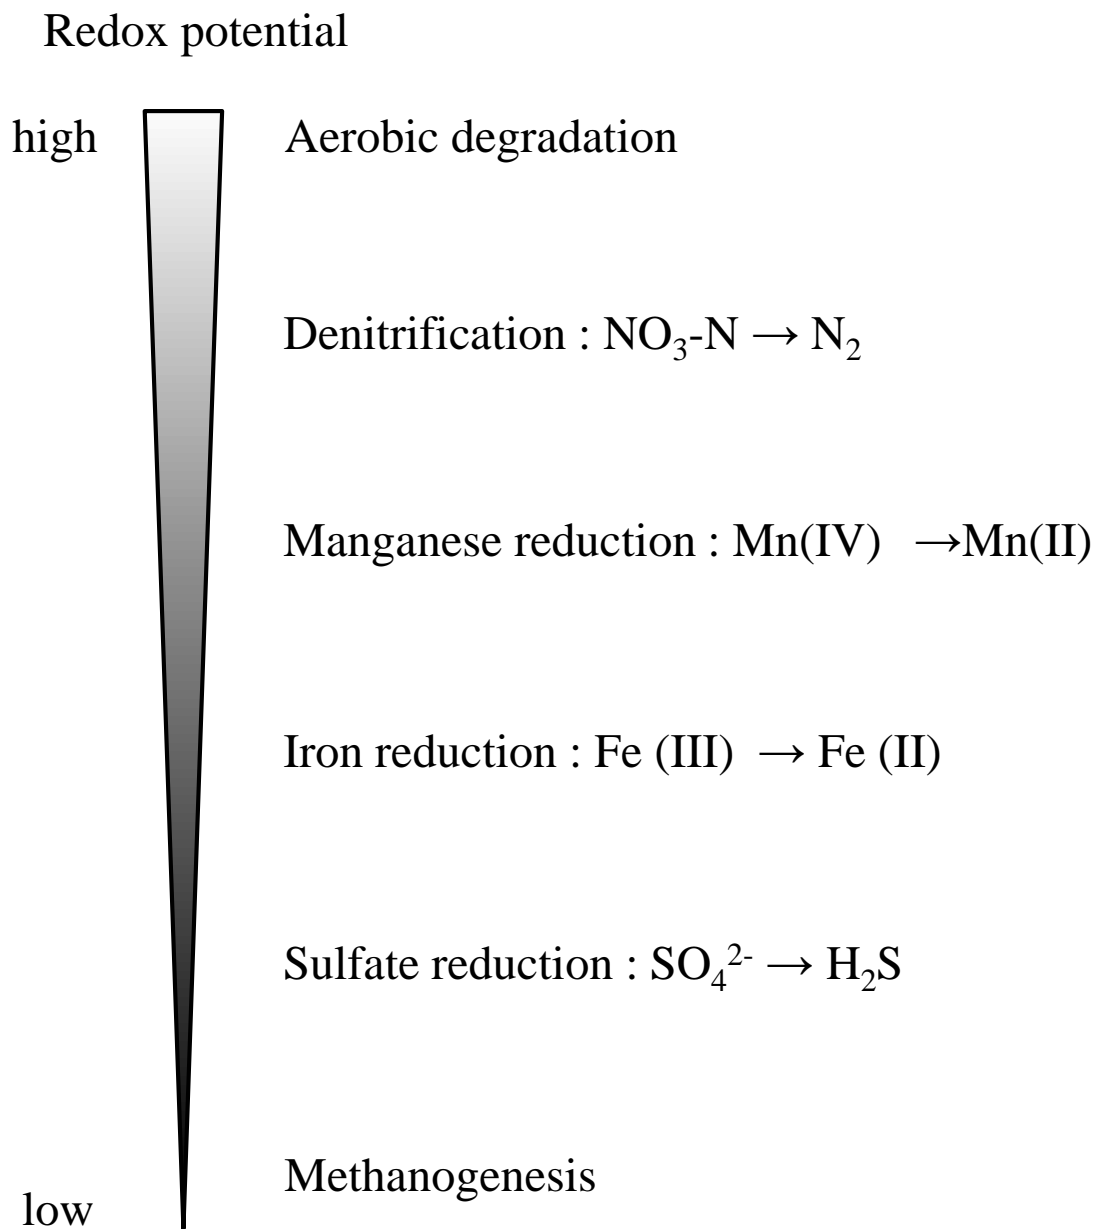 Redox potential
high
Aerobic degradation
Denitrification : NO₃-N → N₂
Manganese reduction : Mn(IV) →Mn(II)
Iron reduction : Fe (III) → Fe (II)
Sulfate reduction : SO₄²⁻ → H₂S
Methanogenesis
low